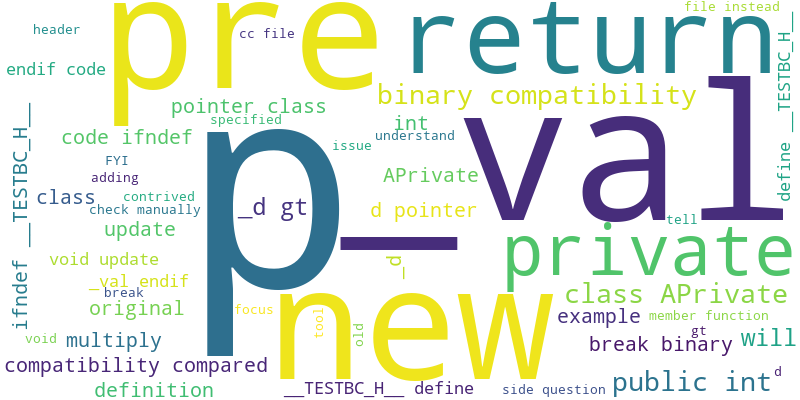 pre
return
file instead
header
cc file
endif code
binary compatibility
pointer class
specified
int
define __TESTBC_H__
code ifndef
issue
understand
_val
p
FYI
adding
APrivate
class
contrived
check manually
_d gt
d pointer
tell
update
private
ifndef __TESTBC_H__
void update
_d
_val endif
break
new
class APrivate
original
focus
tool
old
example
member function
gt
void
multiply
break binary
will
compatibility compared
d
definition
__TESTBC_H__ define
side question
public int